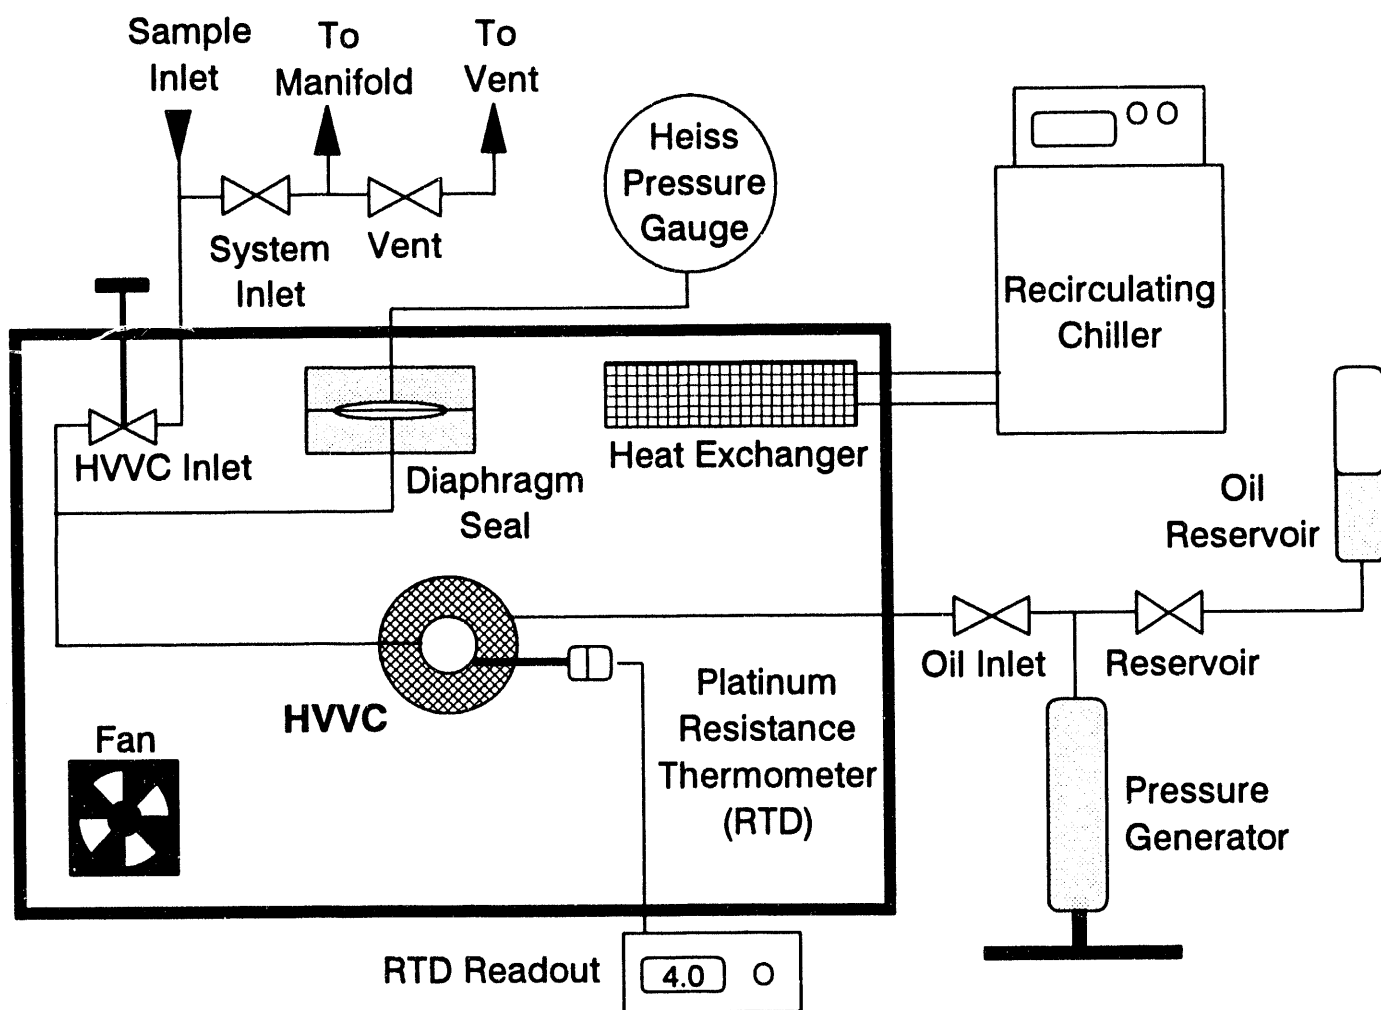 Sample
Inlet
To
Manifold
To
Vent
Heiss
Pressure
Gauge
System
Inlet
Vent
Recirculating
Chiller
HVVC Inlet
Diaphragm
Seal
Heat Exchanger
Oil
Reservoir
Oil Inlet
Reservoir
HVVC
Platinum
Resistance
Thermometer
(RTD)
Fan
Pressure
Generator
RTD Readout
4.0